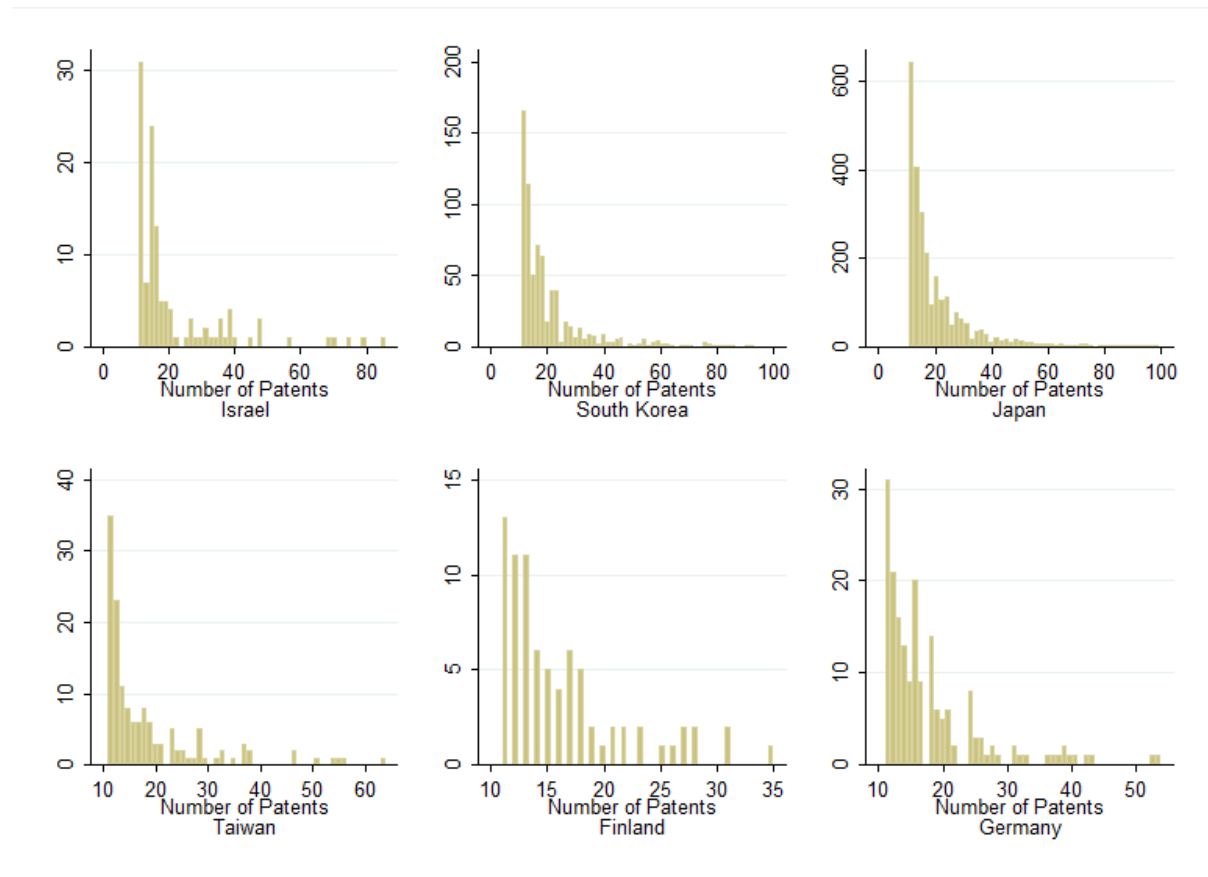 30
20
10
0
0 20 40 60 80
Number of Patents
Israel
200
150
100
50
0
0 20 40 60 80 100
Number of Patents
South Korea
600
400
200
0
0 20 40 60 80 100
Number of Patents
Japan
40
30
20
10
0
10 20 30 40 50 60
Number of Patents
Taiwan
15
10
5
0
10 15 20 25 30 35
Number of Patents
Finland
30
20
10
0
10 20 30 40 50
Number of Patents
Germany